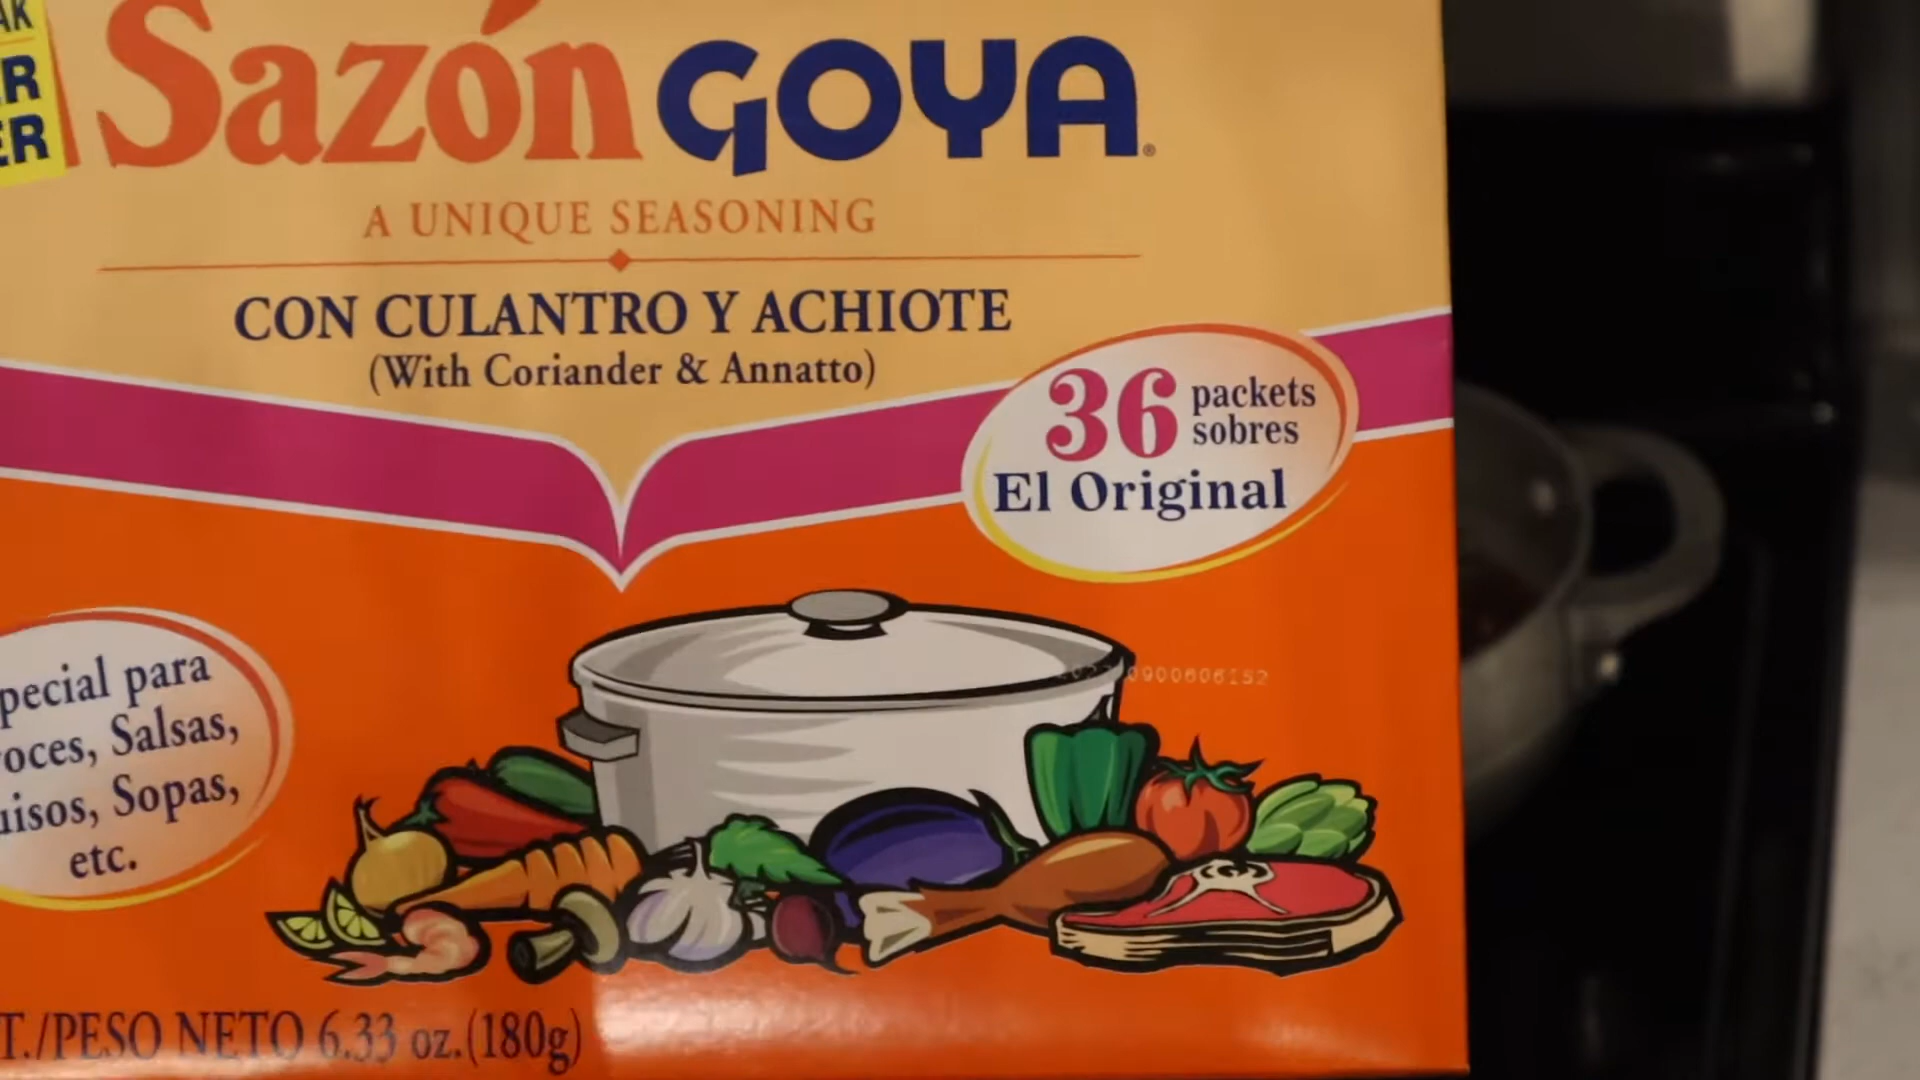 Sazón GOYA®
A UNIQUE SEASONING
CON CULANTRO Y ACHIOTE
(With Coriander & Annatto)
36 packets
sobres
El Original
pecial para
oces, Salsas,
uisos, Sopas,
etc.
T./PESO NETO 6.33 oz.(180g)